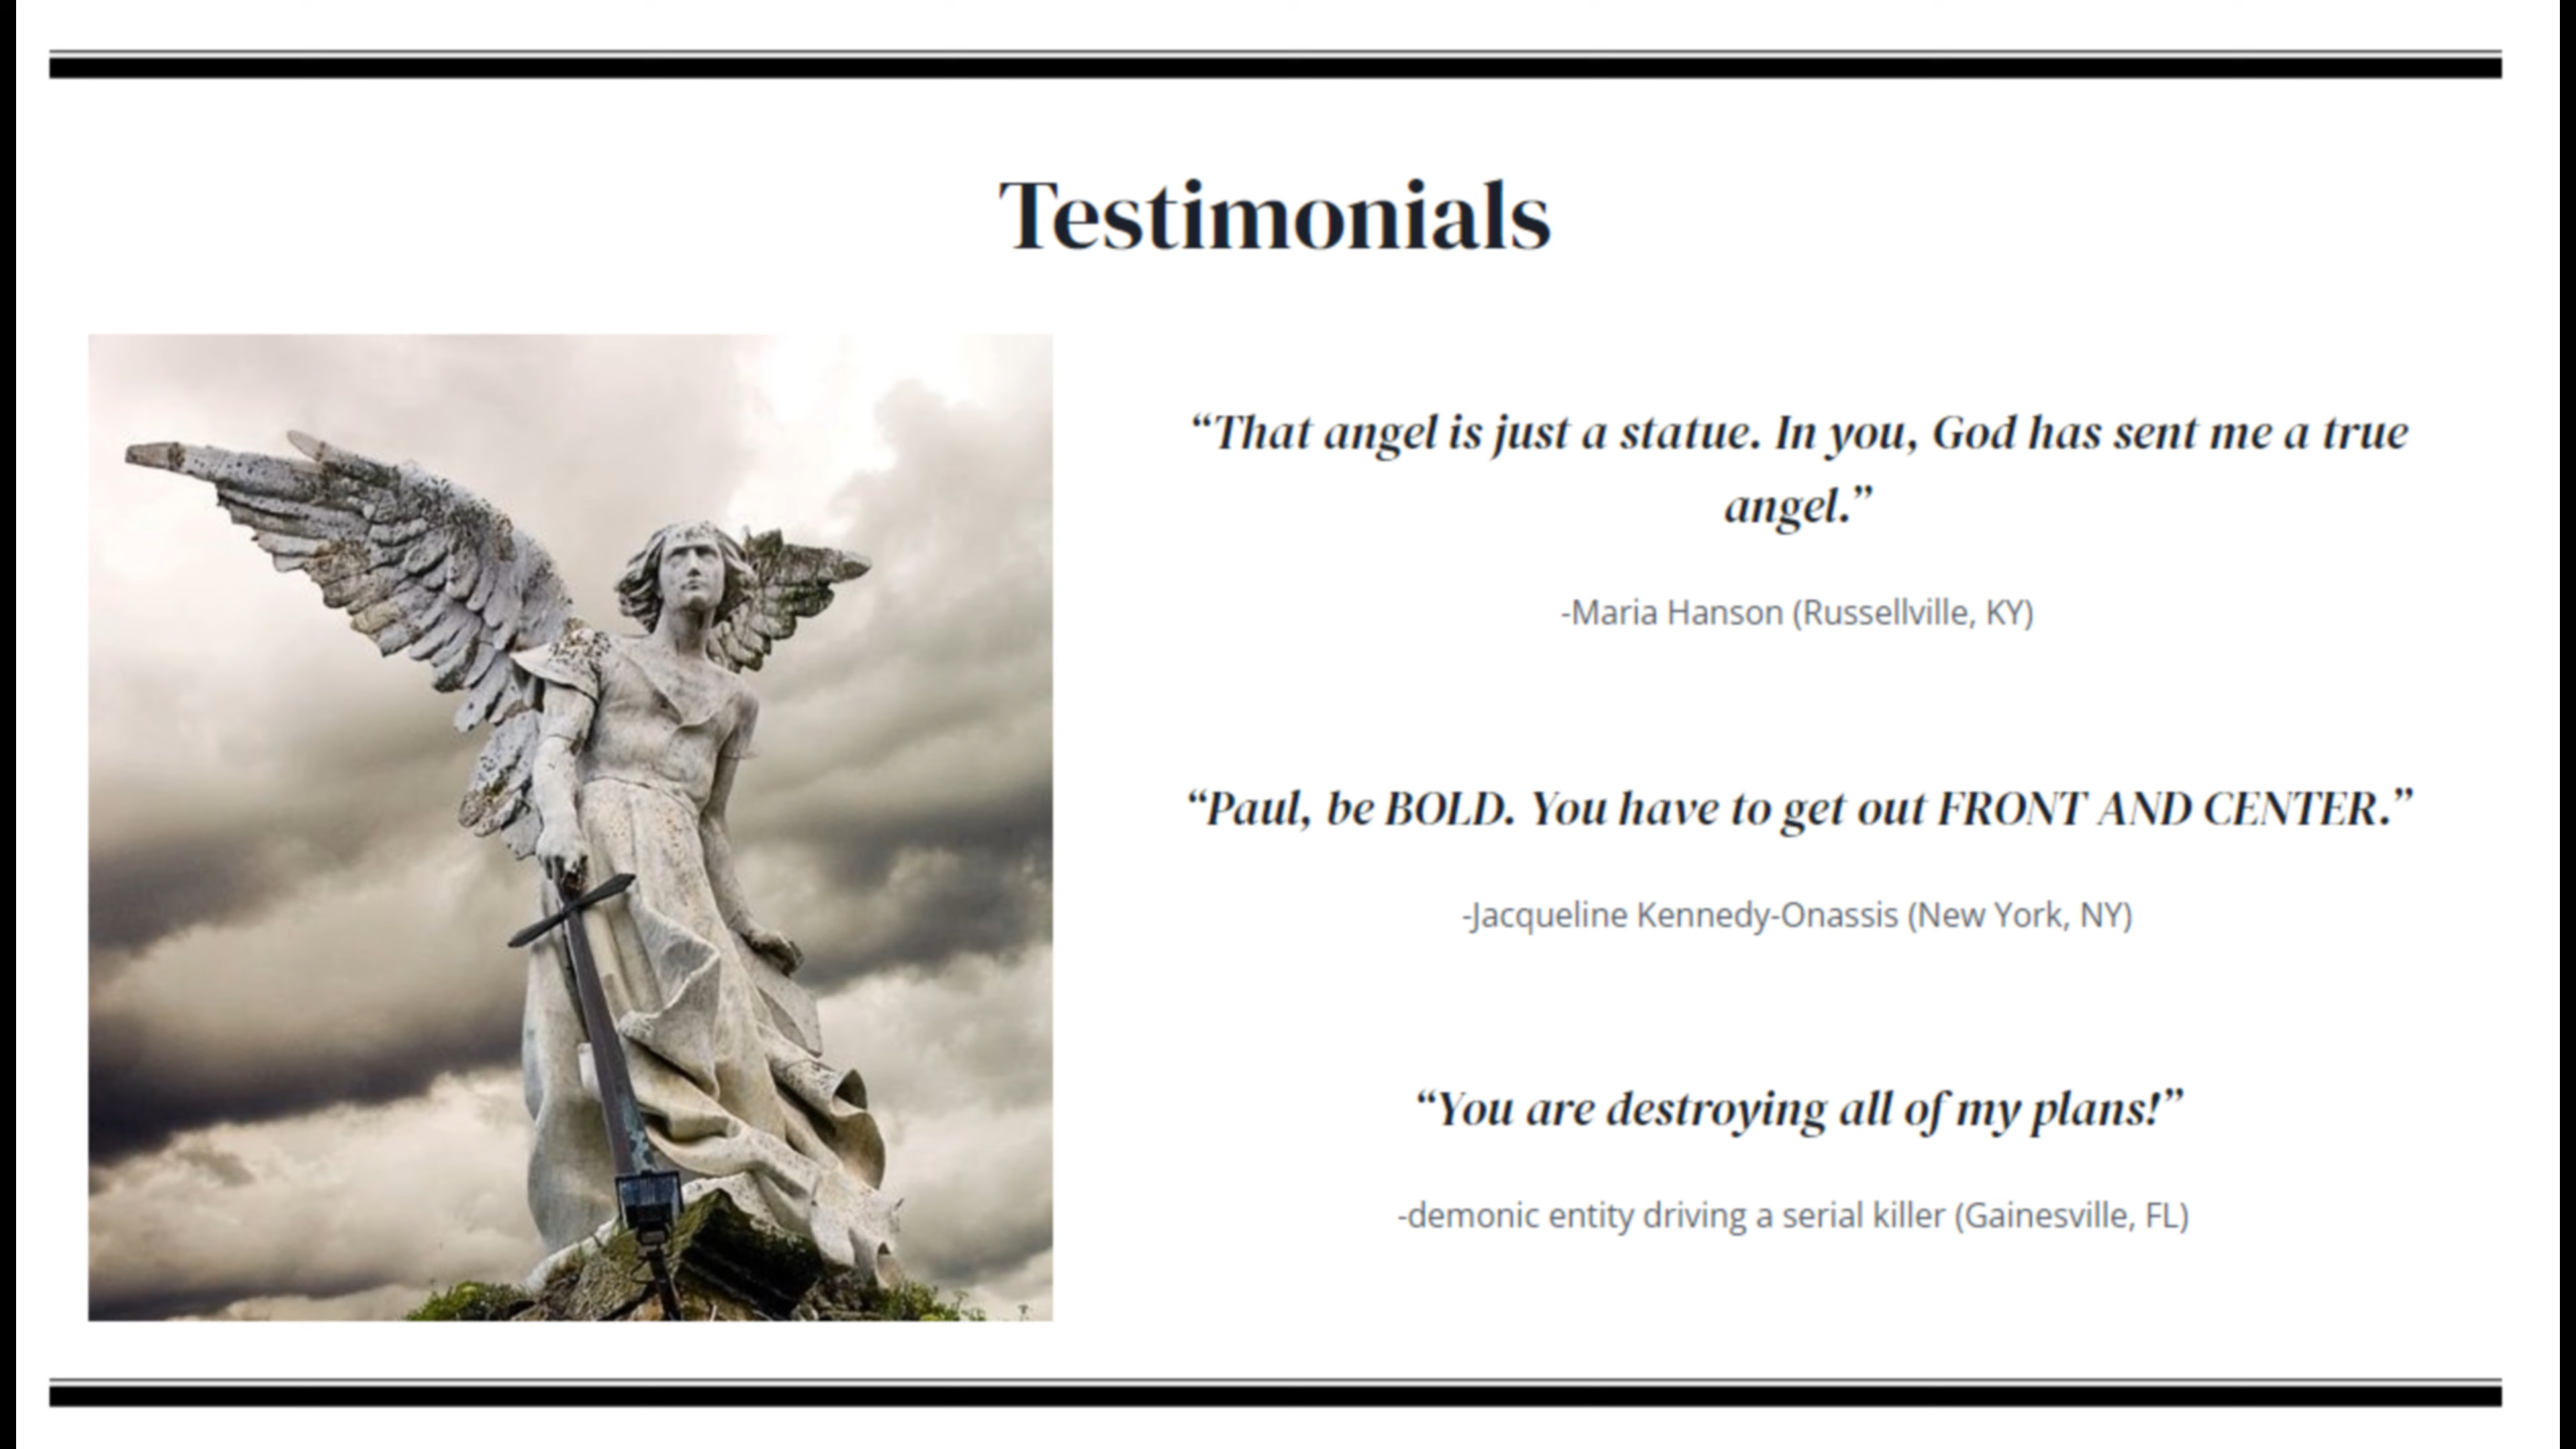 Testimonials
“That angel is just a statue. In you, God has sent me a true
angel.”
-Maria Hanson (Russellville, KY)
“Paul, be BOLD. You have to get out FRONT AND CENTER.”
-Jacqueline Kennedy-Onassis (New York, NY)
“You are destroying all of my plans!”
-demonic entity driving a serial killer (Gainesville, FL)